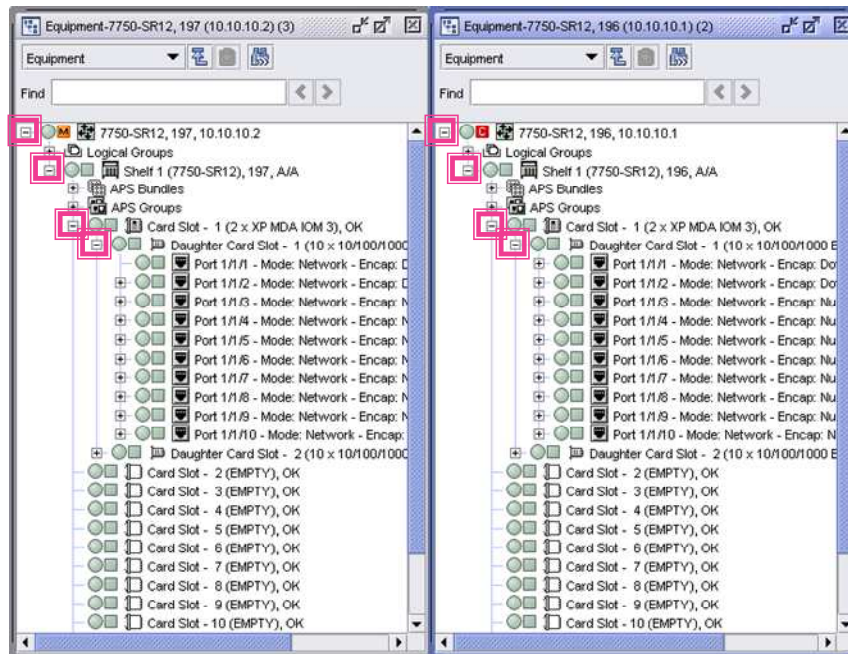 Equipment-7750-SR12, 197 (10.10.10.2) (3)
Equipment
Find
M 7750-SR12, 197, 10.10.10.2
Logical Groups
Shelf 1 (7750-SR12), 197, A/A
APS Bundles
APS Groups
Card Slot - 1 (2 x XP MDA IOM 3), OK
Daughter Card Slot - 1 (10 x 10/100/1000
Port 1/1/1 - Mode: Network - Encap: D
Port 1/1/2 - Mode: Network - Encap: D
Port 1/1/3 - Mode: Network - Encap: N
Port 1/1/4 - Mode: Network - Encap: N
Port 1/1/5 - Mode: Network - Encap: N
Port 1/1/6 - Mode: Network - Encap: N
Port 1/1/7 - Mode: Network - Encap: N
Port 1/1/8 - Mode: Network - Encap: N
Port 1/1/9 - Mode: Network - Encap: N
Port 1/1/10 - Mode: Network - Encap:
Daughter Card Slot - 2 (10 x 10/100/1000
Card Slot - 2 (EMPTY), OK
Card Slot - 3 (EMPTY), OK
Card Slot - 4 (EMPTY), OK
Card Slot - 5 (EMPTY), OK
Card Slot - 6 (EMPTY), OK
Card Slot - 7 (EMPTY), OK
Card Slot - 8 (EMPTY), OK
Card Slot - 9 (EMPTY), OK
Card Slot - 10 (EMPTY), OK
Equipment-7750-SR12, 196 (10.10.10.1) (2)
Equipment
Find
C 7750-SR12, 196, 10.10.10.1
Logical Groups
Shelf 1 (7750-SR12), 196, A/A
APS Bundles
APS Groups
Card Slot - 1 (2 x XP MDA IOM 3), OK
Daughter Card Slot - 1 (10 x 10/100/1000 E
Port 1/1/1 - Mode: Network - Encap: Do
Port 1/1/2 - Mode: Network - Encap: Do
Port 1/1/3 - Mode: Network - Encap: Nu
Port 1/1/4 - Mode: Network - Encap: Nu
Port 1/1/5 - Mode: Network - Encap: Nu
Port 1/1/6 - Mode: Network - Encap: Nu
Port 1/1/7 - Mode: Network - Encap: Nu
Port 1/1/8 - Mode: Network - Encap: Nu
Port 1/1/9 - Mode: Network - Encap: Nu
Port 1/1/10 - Mode: Network - Encap: N
Daughter Card Slot - 2 (10 x 10/100/1000 E
Card Slot - 2 (EMPTY), OK
Card Slot - 3 (EMPTY), OK
Card Slot - 4 (EMPTY), OK
Card Slot - 5 (EMPTY), OK
Card Slot - 6 (EMPTY), OK
Card Slot - 7 (EMPTY), OK
Card Slot - 8 (EMPTY), OK
Card Slot - 9 (EMPTY), OK
Card Slot - 10 (EMPTY), OK